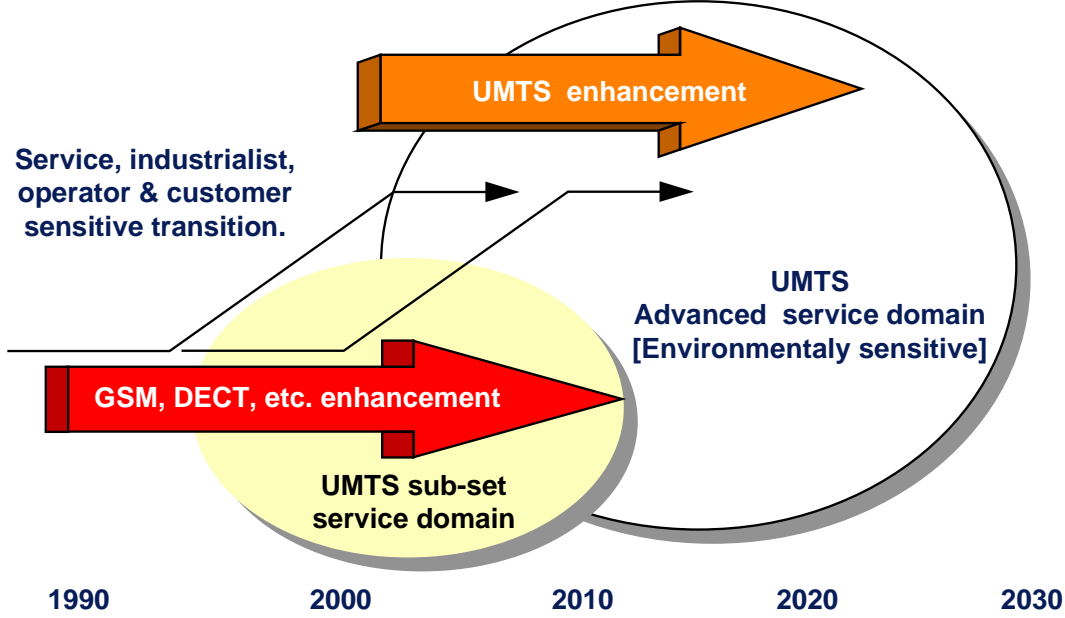 UMTS enhancement
Service, industrialist,
operator & customer
sensitive transition.
UMTS
Advanced service domain
[Environmentaly sensitive]
GSM, DECT, etc. enhancement
UMTS sub-set
service domain
1990 2000 2010 2020 2030